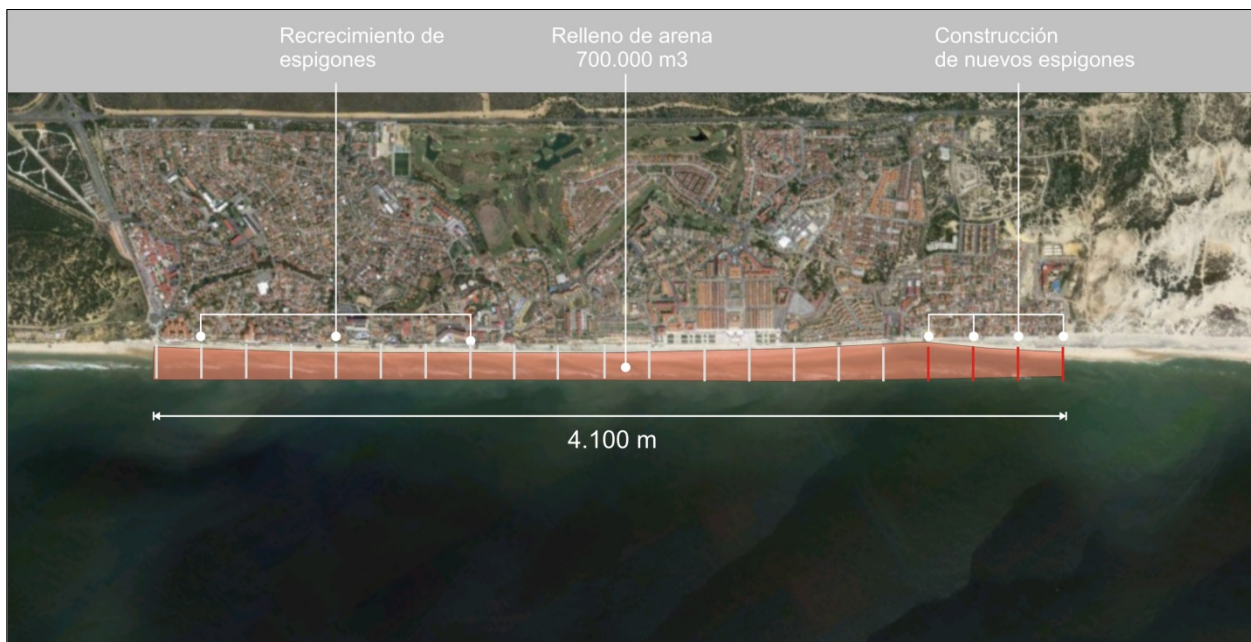 Recrecimiento de
espigones
Relleno de arena
700.000 m3
Construcción
de nuevos espigones
4.100 m